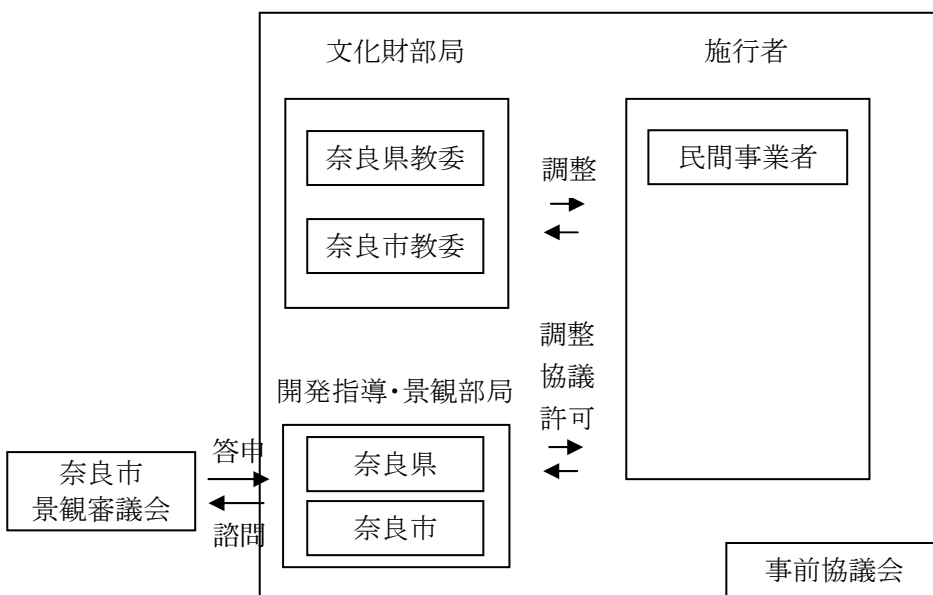 文化財部局
施行者
奈良県教委
民間事業者
調整
奈良市教委
調整
協議
許可
開発指導・景観部局
答申
奈良県
奈良市
景観審議会
奈良市
諮問
事前協議会